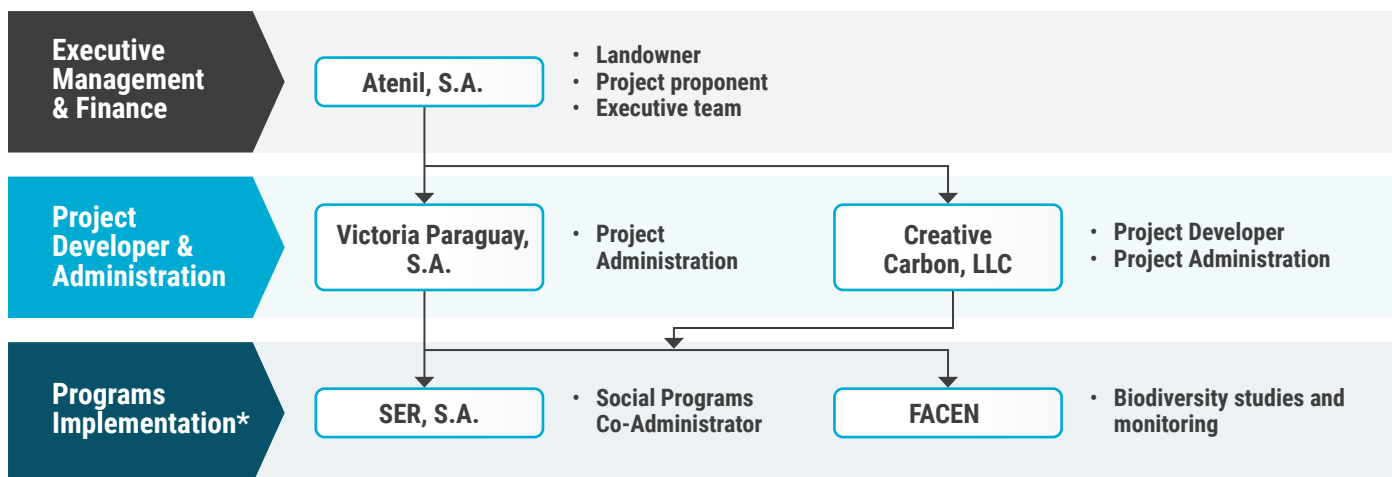 Executive
Management
& Finance
Atenil, S.A.
• Landowner
• Project proponent
• Executive team
Project
Developer &
Administration
Victoria Paraguay,
S.A.
• Project
Administration
Creative
Carbon, LLC
• Project Developer
• Project Administration
Programs
Implementation*
SER, S.A.
• Social Programs
Co-Administrator
FACEN
• Biodiversity studies and
monitoring